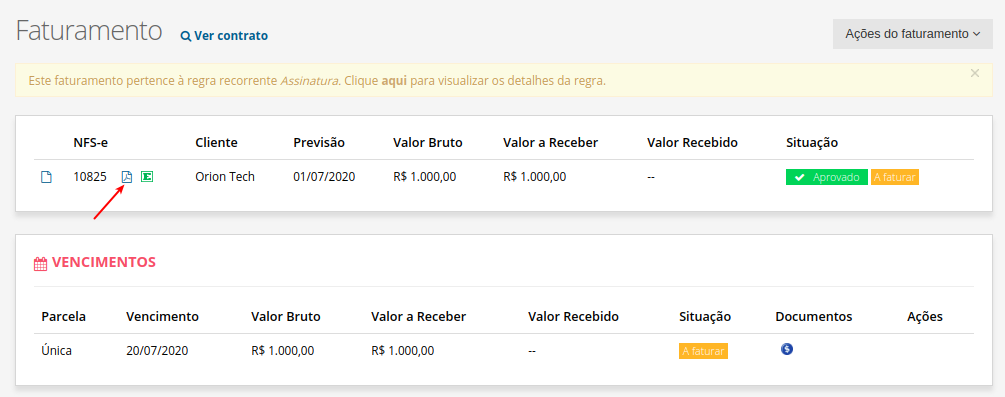 Faturamento Ver contrato Ações do faturamento
Este faturamento pertence à regra recorrente Assinatura. Clique aqui para visualizar os detalhes da regra. ×
NFS-e Cliente Previsão Valor Bruto Valor a Receber Valor Recebido Situação
10825 E Orion Tech 01/07/2020 R$ 1.000,00 R$ 1.000,00 -- Aprovado A faturar
VENCIMENTOS
Parcela Vencimento Valor Bruto Valor a Receber Valor Recebido Situação Documentos Ações
Única 20/07/2020 R$ 1.000,00 R$ 1.000,00 -- A faturar $